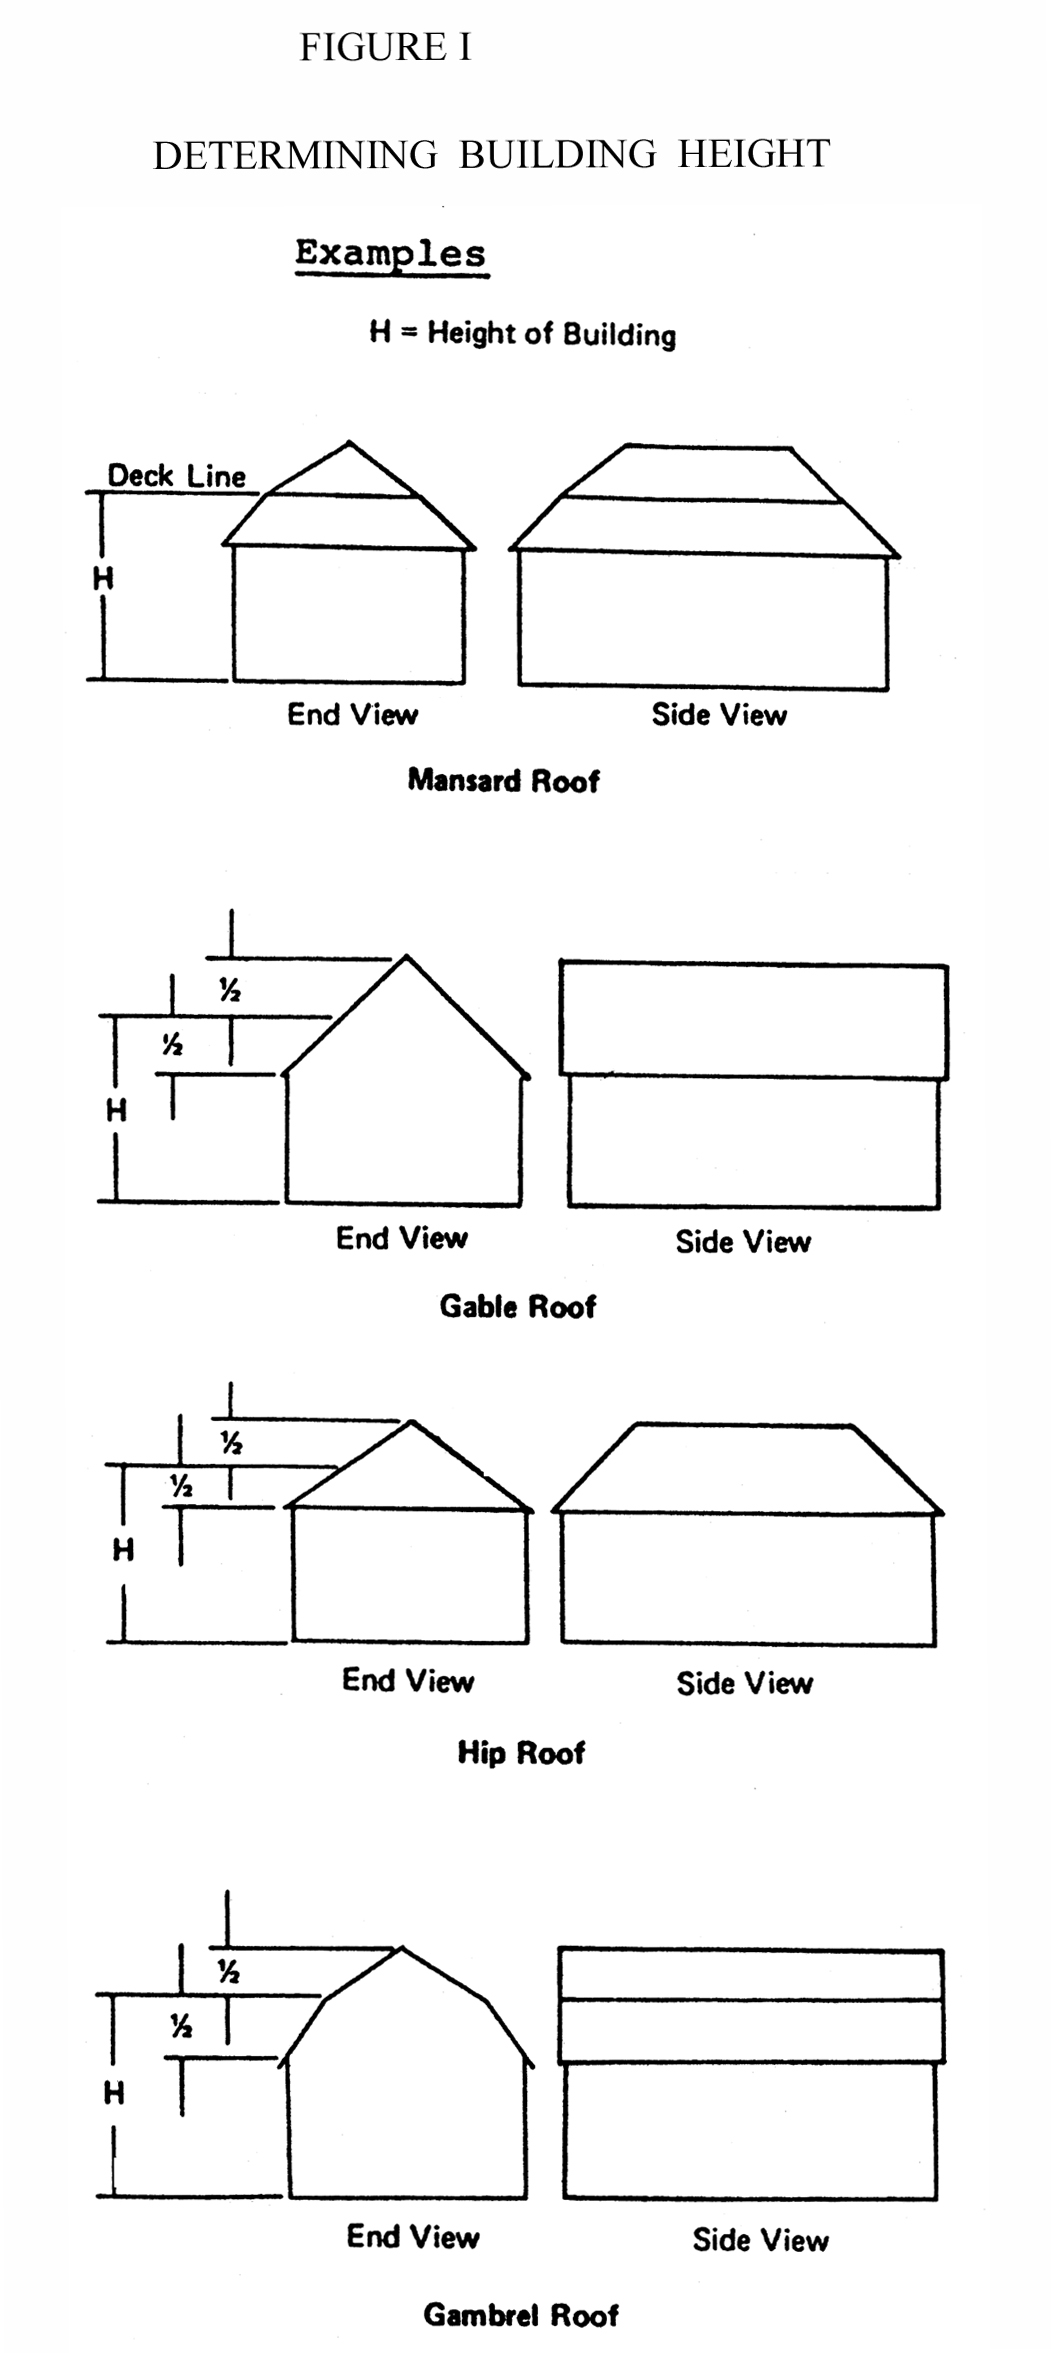 FIGURE I
DETERMINING BUILDING HEIGHT
Examples
H = Height of Building
Deck Line
H
End View
Side View
Mansard Roof
½
½
H
End View
Side View
Gable Roof
½
½
H
End View
Side View
Hip Roof
½
½
H
End View
Side View
Gambrel Roof